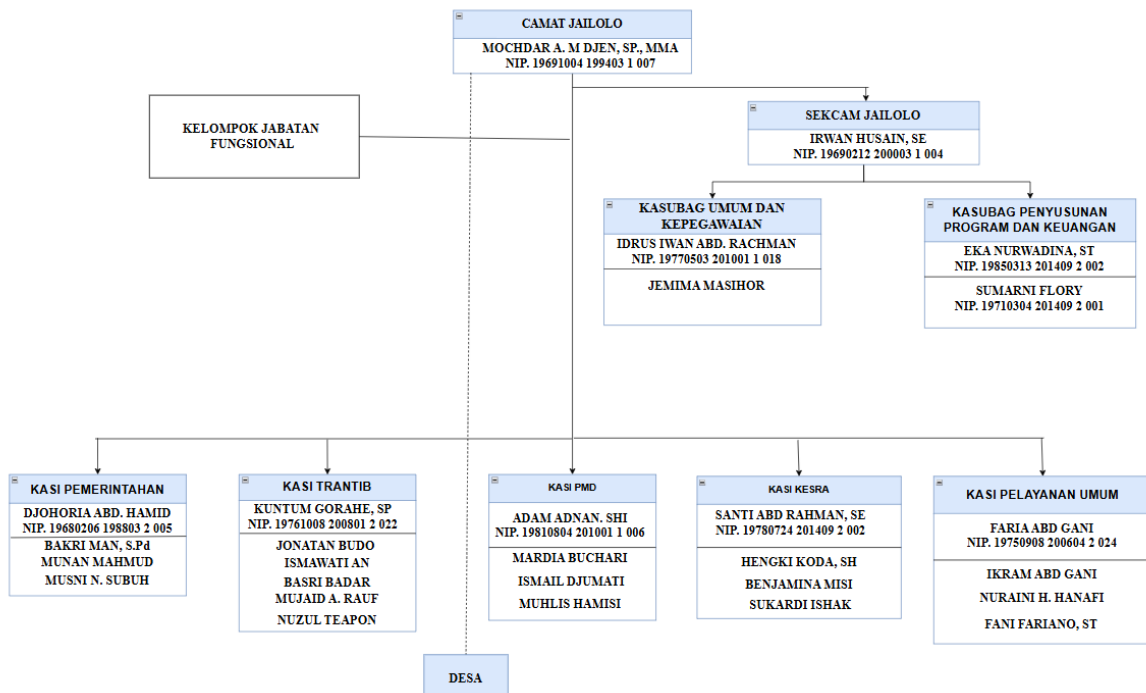 CAMAT JAILOLO
MOCHDAR A. M DJEN, SP., MMA
NIP. 19691004 199403 1 007
KELOMPOK JABATAN
FUNGSIONAL
SEKCAM JAILOLO
IRWAN HUSAIN, SE
NIP. 19690212 200003 1 004
KASUBAG UMUM DAN
KEPEGAWAIAN
IDRUS IWAN ABD. RACHMAN
NIP. 19770503 201001 1 018
JEMIMA MASIHOR
KASUBAG PENYUSUNAN
PROGRAM DAN KEUANGAN
EKA NURWADINA, ST
NIP. 19850313 201409 2 002
SUMARNI FLORY
NIP. 19710304 201409 2 001
KASI PEMERINTAHAN
DJOHORIA ABD. HAMID
NIP. 19680206 198803 2 005
BAKRI MAN, S.Pd
MUNAN MAHMUD
MUSNI N. SUBUH
KASI TRANTIB
KUNTUM GORAHE, SP
NIP. 19761008 200801 2 022
JONATAN BUDO
ISMAWATI AN
BASRI BADAR
MUJAID A. RAUF
NUZUL TEAPON
KASI PMD
ADAM ADNAN. SHI
NIP. 19810804 201001 1 006
MARDIA BUCHARI
ISMAIL DJUMATI
MUHLIS HAMISI
KASI KESRA
SANTI ABD RAHMAN, SE
NIP. 19780724 201409 2 002
HENGKI KODA, SH
BENJAMINA MISI
SUKARDI ISHAK
KASI PELAYANAN UMUM
FARIA ABD GANI
NIP. 19750908 200604 2 024
IKRAM ABD GANI
NURAINI H. HANAFI
FANI FARIANO, ST
DESA